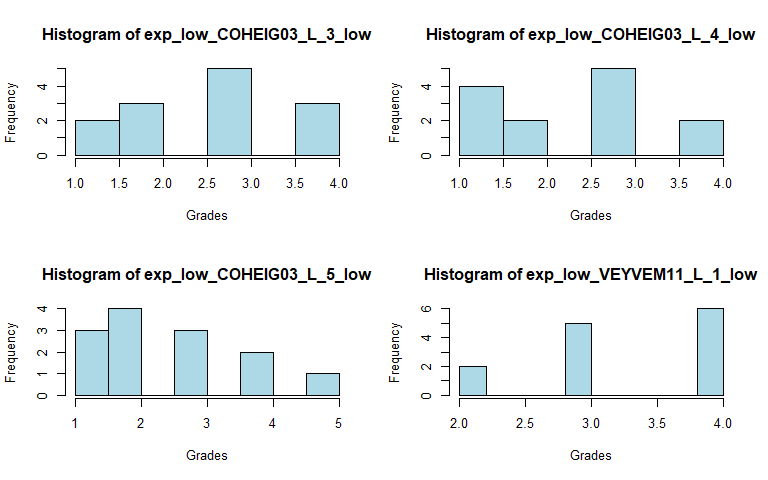 Histogram of exp_low_COHEIG03_L_3_low
Frequency
4
2
0
1.0 1.5 2.0 2.5 3.0 3.5 4.0
Grades
Histogram of exp_low_COHEIG03_L_4_low
Frequency
4
2
0
1.0 1.5 2.0 2.5 3.0 3.5 4.0
Grades
Histogram of exp_low_COHEIG03_L_5_low
Frequency
4
3
2
1
0
1 2 3 4 5
Grades
Histogram of exp_low_VEYVEM11_L_1_low
Frequency
6
4
2
0
2.0 2.5 3.0 3.5 4.0
Grades